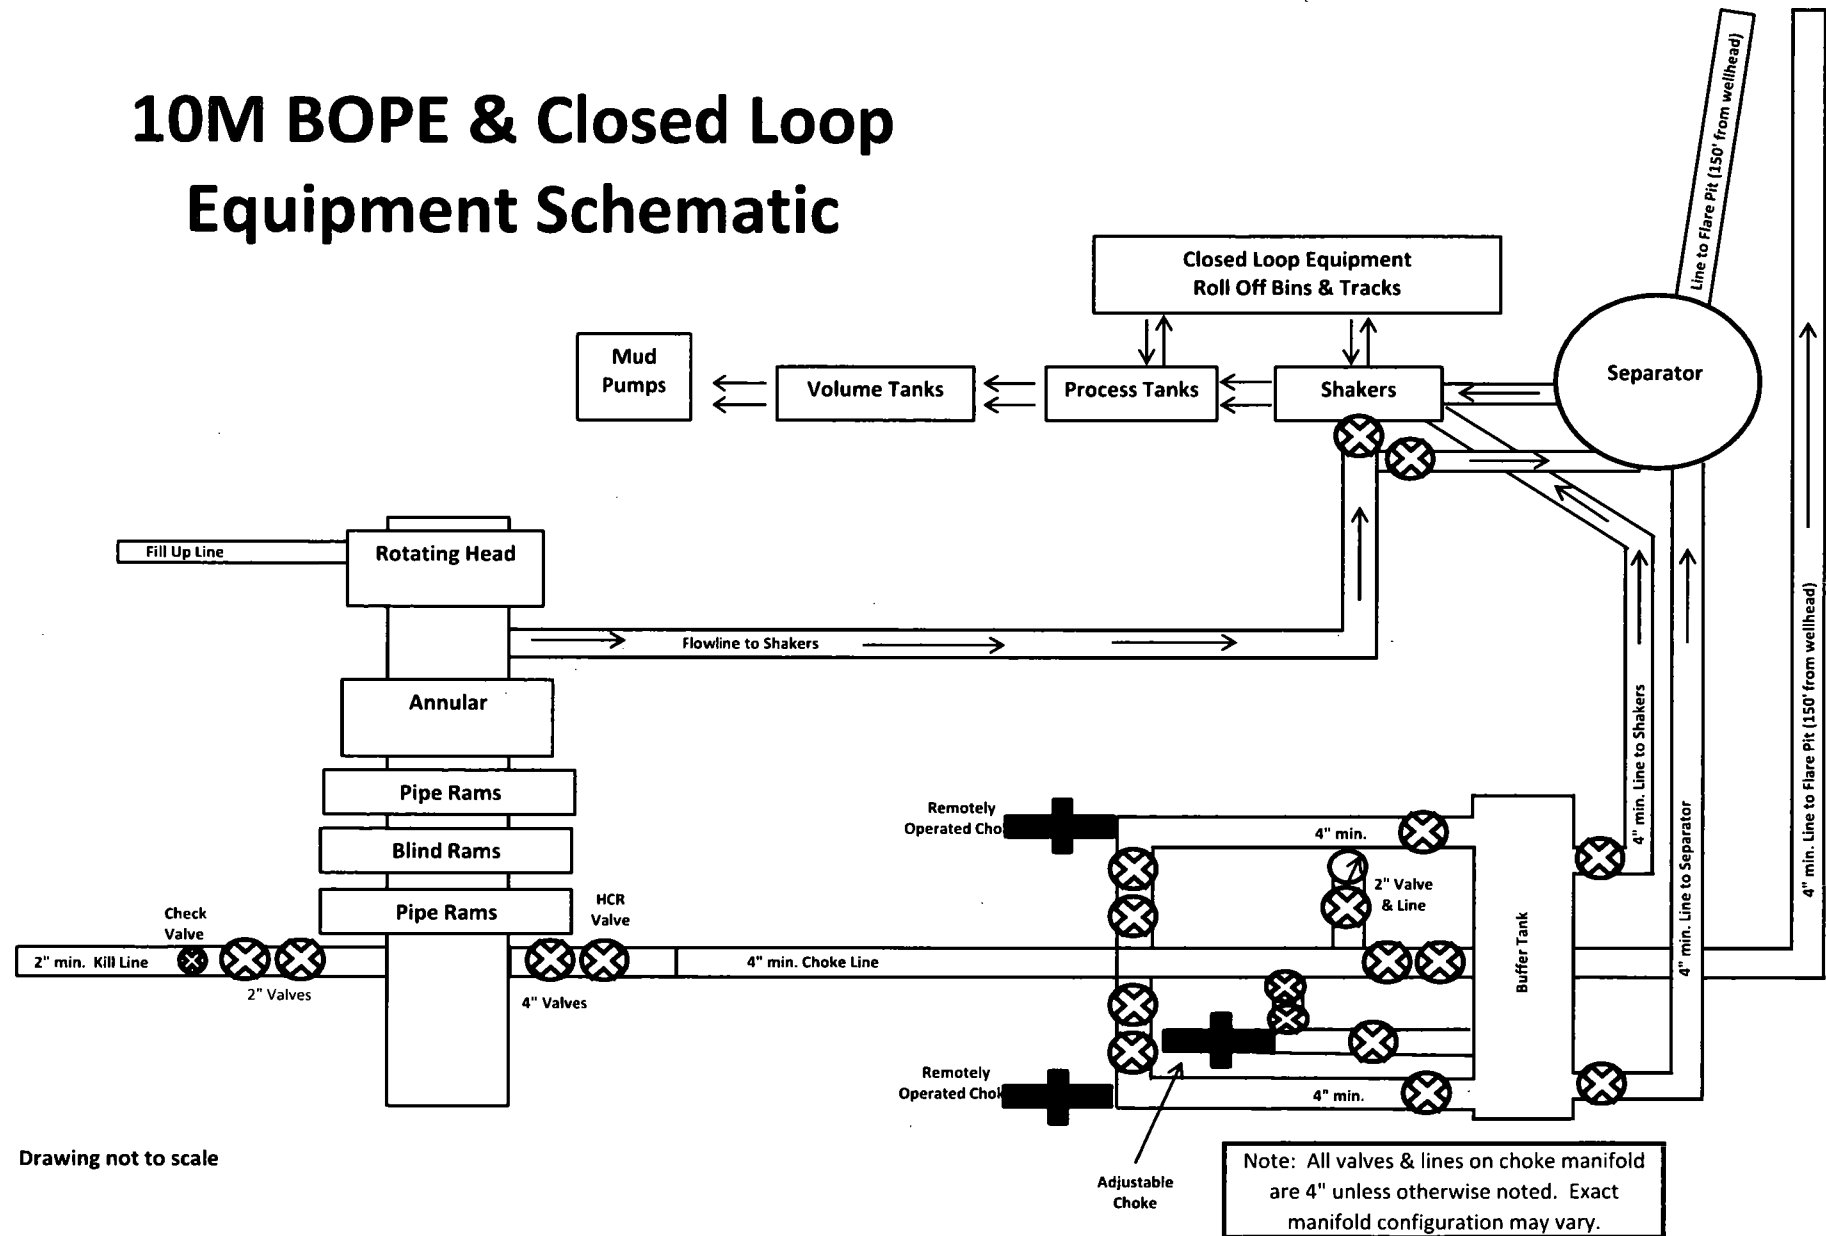 10M BOPE & Closed Loop
Equipment Schematic
Line to Flare Pit (150' from wellhead)
Closed Loop Equipment
Roll Off Bins & Tracks
Mud
Pumps
Volume Tanks
Process Tanks
Shakers
Separator
Fill Up Line
Rotating Head
Flowline to Shakers
Annular
Pipe Rams
Blind Rams
Pipe Rams
Check
Valve
HCR
Valve
2" min. Kill Line
2" Valves
4" Valves
4" min. Choke Line
Remotely
Operated Cho
4" min.
2" Valve
& Line
Buffer Tank
4" min. Line to Shakers
4" min. Line to Separator
4" min. Line to Flare Pit (150' from wellhead)
Remotely
Operated Chok
4" min.
Adjustable
Choke
Drawing not to scale
Note: All valves & lines on choke manifold
are 4" unless otherwise noted. Exact
manifold configuration may vary.